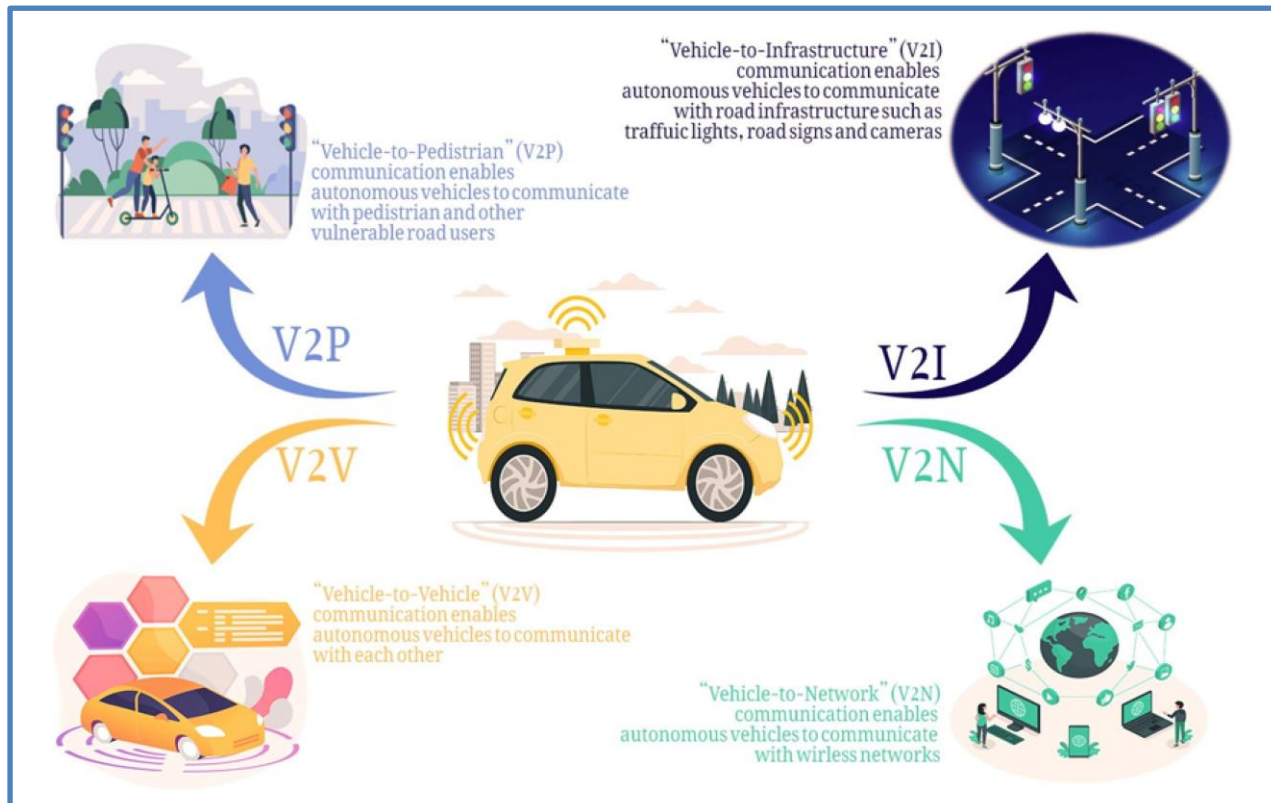 “Vehicle-to-Infrastructure” (V2I)
communication enables
autonomous vehicles to communicate
with road infrastructure such as
traffuic lights, road signs and cameras
“Vehicle-to-Pedistrian” (V2P)
communication enables
autonomous vehicles to communicate
with pedistrian and other
vulnerable road users
V2P
V2I
V2V
V2N
“Vehicle-to-Vehicle” (V2V)
communication enables
autonomous vehicles to communicate
with each other
“Vehicle-to-Network” (V2N)
communication enables
autonomous vehicles to communicate
with wirless networks